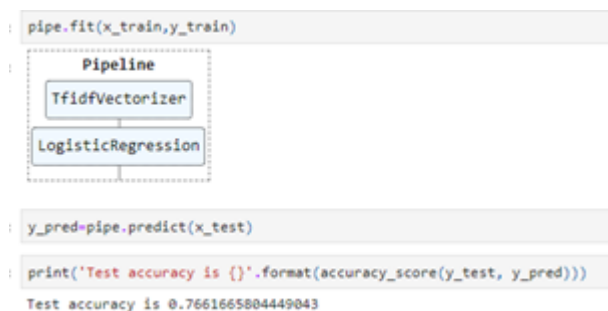 pipe.fit(x_train,y_train)
Pipeline
TfidfVectorizer
LogisticRegression
y_pred=pipe.predict(x_test)
print('Test accuracy is {}'.format(accuracy_score(y_test, y_pred)))
Test accuracy is 0.7661665804449043